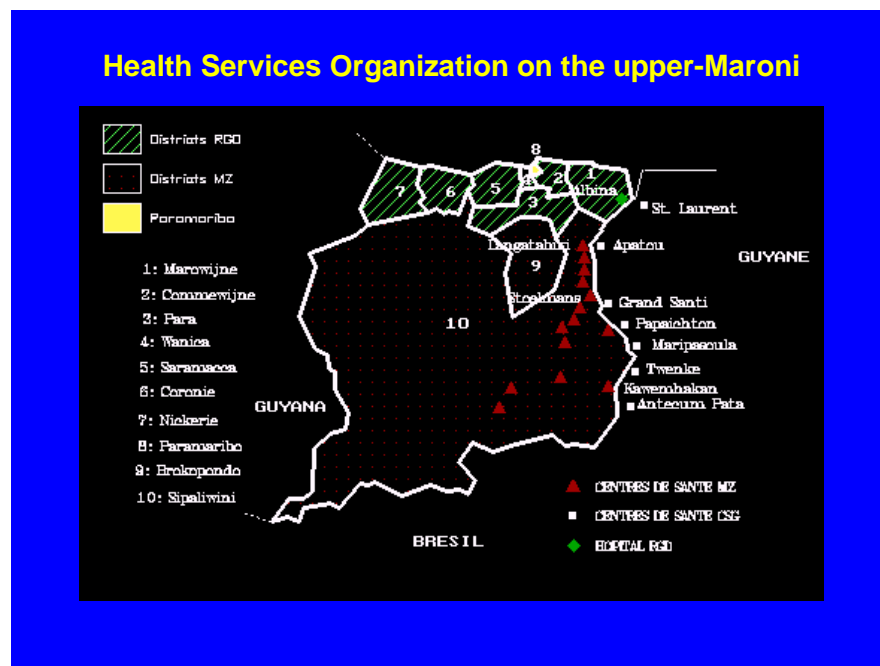 Health Services Organization on the upper-Maroni
Districts RGD
Districts MZ
Paramaribo
1: Marowijne
2: Commewijne
3: Para
4: Wanica
5: Saramacca
6: Coronie
7: Nickerie
8: Paramaribo
9: Brokopondo
10: Sipaliwini
8
7
6
5
4
2
1
3
Albina
St. Laurent
Langatabiki
Apatou
GUYANE
9
Stoelmans
Grand Santi
10
Papaichton
Maripasoula
Twenke
Kawemhakan
GUYANA
Antecum Pata
CENTRES DE SANTE MZ
CENTRES DE SANTE CSG
BRESIL
HOPITAL RGD